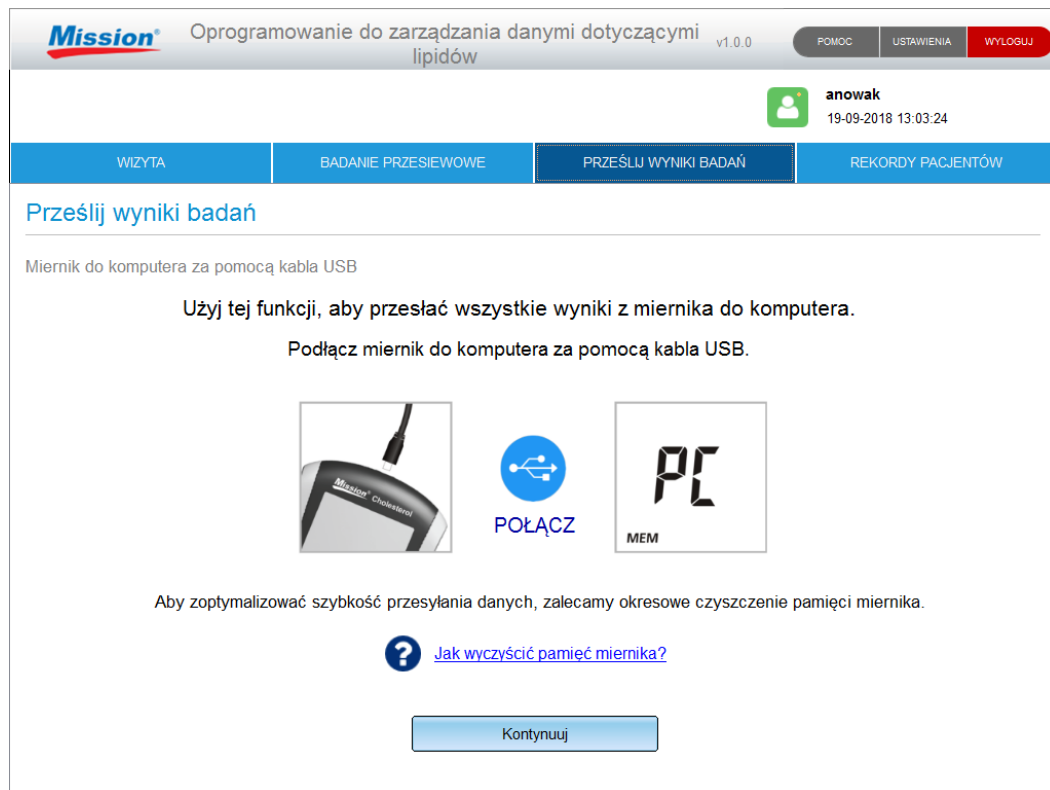 Mission®
Oprogramowanie do zarządzania danymi dotyczącymi
lipidów
v1.0.0
POMOC
USTAWIENIA
WYLOGUJ
anowak
19-09-2018 13:03:24
WIZYTA
BADANIE PRZESIEWOWE
PRZEŚLIJ WYNIKI BADAŃ
REKORDY PACJENTÓW
Prześlij wyniki badań
Miernik do komputera za pomocą kabla USB
Użyj tej funkcji, aby przesłać wszystkie wyniki z miernika do komputera.
Podłącz miernik do komputera za pomocą kabla USB.
Mission® Cholesterol
POŁĄCZ
PC
MEM
Aby zoptymalizować szybkość przesyłania danych, zalecamy okresowe czyszczenie pamięci miernika.
? Jak wyczyścić pamięć miernika?
Kontynuuj